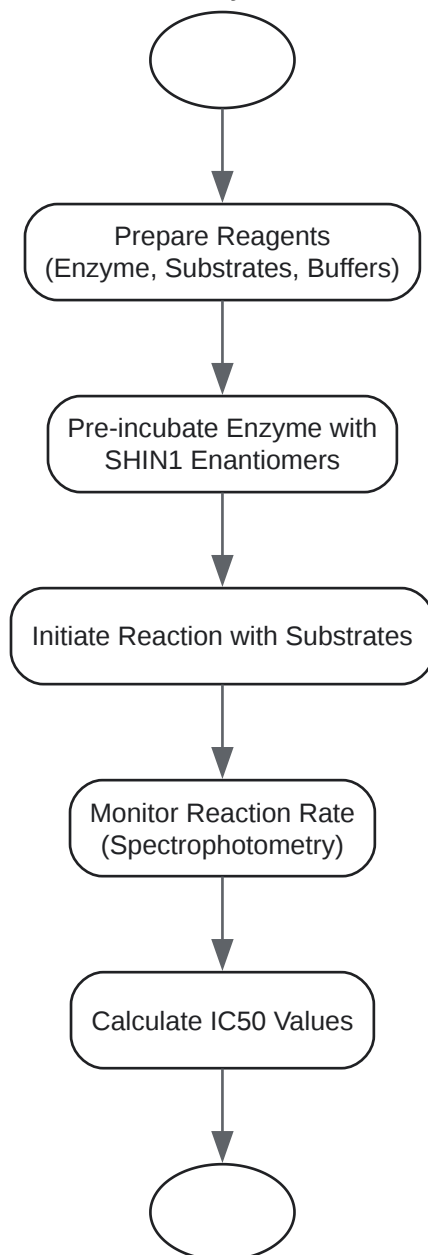 Prepare Reagents
(Enzyme, Substrates, Buffers)
Pre-incubate Enzyme with
SHIN1 Enantiomers
Initiate Reaction with Substrates
Monitor Reaction Rate
(Spectrophotometry)
Calculate IC50 Values